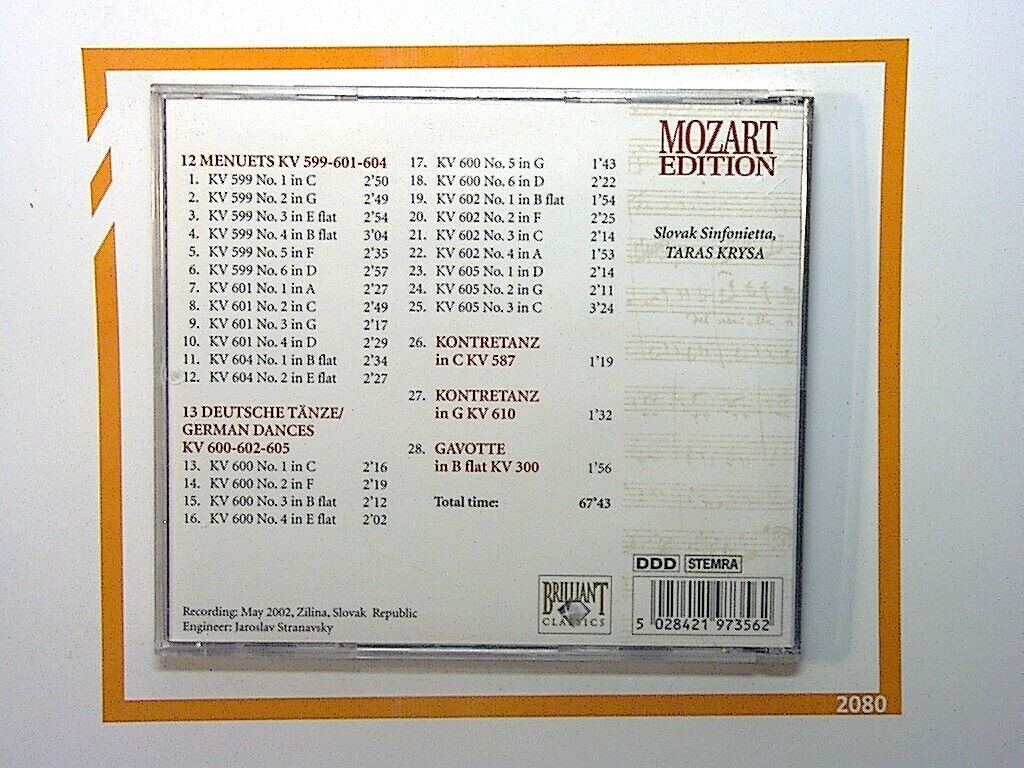 12 MENUETS KV 599-601-604
1. KV 599 No. 1 in C 2'50
2. KV 599 No. 2 in G 2'49
3. KV 599 No. 3 in E flat 2'54
4. KV 599 No. 4 in B flat 3'04
5. KV 599 No. 5 in F 2'35
6. KV 599 No. 6 in D 2'57
7. KV 601 No. 1 in A 2'27
8. KV 601 No. 2 in C 2'49
9. KV 601 No. 3 in G 2'17
10. KV 601 No. 4 in D 2'29
11. KV 604 No. 1 in B flat 2'34
12. KV 604 No. 2 in E flat 2'27
13 DEUTSCHE TÄNZE/
GERMAN DANCES
KV 600-602-605
13. KV 600 No. 1 in C 2'16
14. KV 600 No. 2 in F 2'19
15. KV 600 No. 3 in B flat 2'12
16. KV 600 No. 4 in E flat 2'02
17. KV 600 No. 5 in G 1'43
18. KV 600 No. 6 in D 2'22
19. KV 602 No. 1 in B flat 1'54
20. KV 602 No. 2 in F 2'25
21. KV 602 No. 3 in C 2'14
22. KV 602 No. 4 in A 1'53
23. KV 605 No. 1 in D 2'14
24. KV 605 No. 2 in G 2'11
25. KV 605 No. 3 in C 3'24
26. KONTRETANZ
in C KV 587 1'19
27. KONTRETANZ
in G KV 610 1'32
28. GAVOTTE
in B flat KV 300 1'56
Total time: 67'43
MOZART
EDITION
Slovak Sinfonietta,
TARAS KRYSA
DDD STEMRA
BRILLIANT
CLASSICS
5 028421 973562
Recording: May 2002, Zilina, Slovak Republic
Engineer: Jaroslav Stranavsky
2080